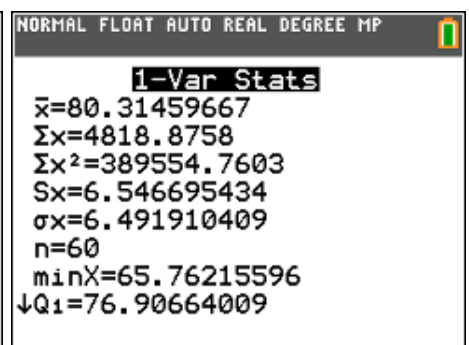 NORMAL FLOAT AUTO REAL DEGREE MP
1-Var Stats
x̄=80.31459667
Σx=4818.8758
Σx²=389554.7603
Sx=6.546695434
σx=6.491910409
n=60
minX=65.76215596
↓Q₁=76.90664009